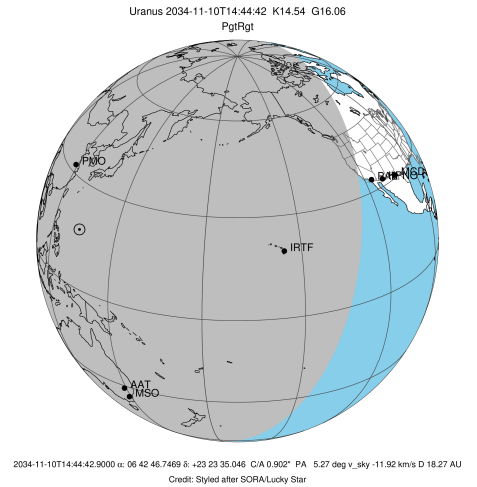 Uranus 2034-11-10T14:44:42 K14.54 G16.06
PgtRgt
PMO
IRTF
AAT
MSO
2034-11-10T14:44:42.9000 α: 06 42 46.7469 δ: +23 23 35.046 C/A 0.902" PA 5.27 deg v_sky -11.92 km/s D 18.27 AU
Credit: Styled after SORA/Lucky Star